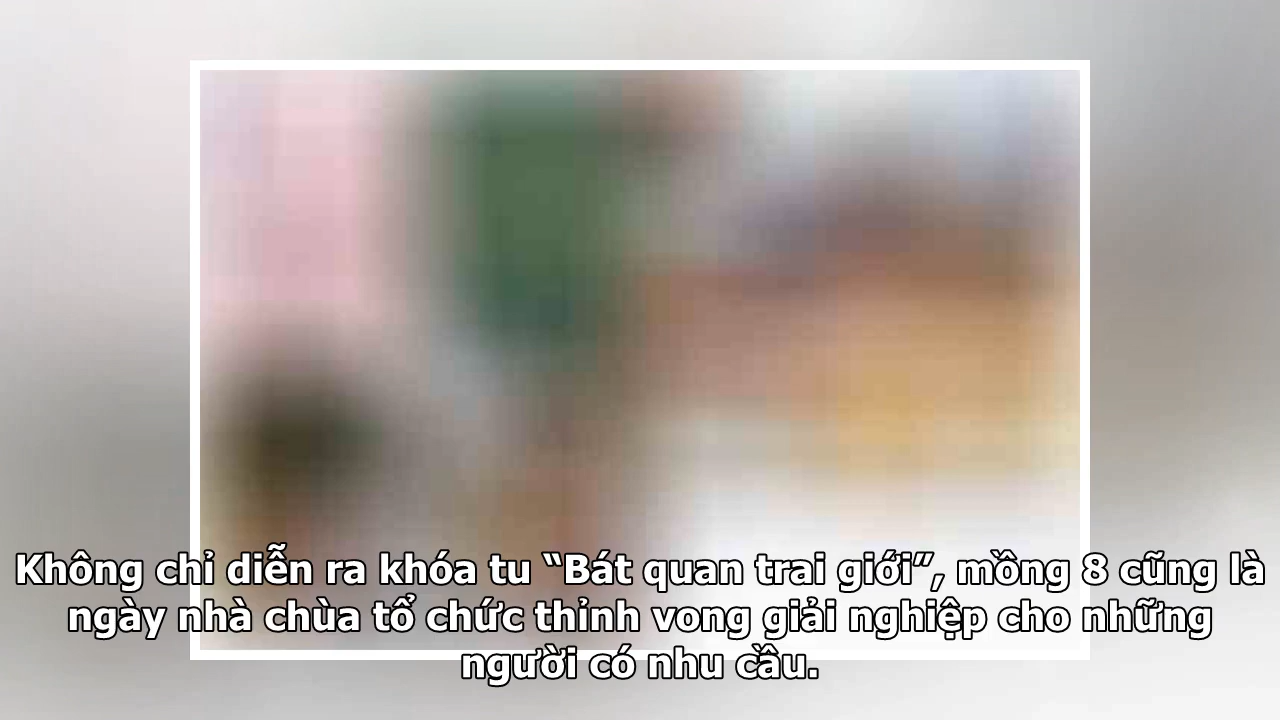 Không chỉ diễn ra khóa tu “Bát quan trai giới”, mồng 8 cũng là
ngày nhà chùa tổ chức thỉnh vong giải nghiệp cho những
người có nhu cầu.